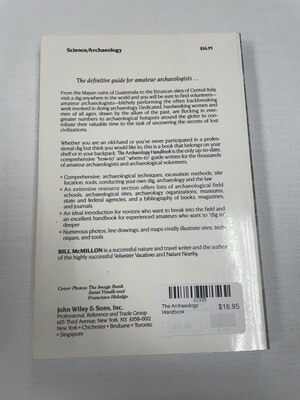 Science/Archaeology
$16.95
The definitive guide for amateur archaeologists . . .
From the Mayan ruins of Guatemala to the Etruscan sites of Central Italy
visit a dig anywhere in the world and you will be sure to find volunteers—
amateur archaeologists—blithely performing the often backbreaking
work involved in doing archaeology. Dedicated, hardworking women and
men of all ages, drawn by the allure of the past, are flocking in ever-
greater numbers to archaeological hotspots around the globe to con-
tribute their valuable time to the task of uncovering the secrets of lost
civilizations.
Whether you are an old-hand or you've never participated in a profes-
sional dig but think you would like to, this is a book that belongs on your
shelf or in your backpack. The Archaeology Handbook is the only up-to-date,
comprehensive "how-to" and "where-to" guide written for the thousands
of amateur archaeologists and archaeological volunteers.
• Comprehensive: archaeological techniques, excavation methods, site
location, tools, conducting your own dig, archaeology and the law
• An extensive resource section offers lists of archaeological field
schools, archaeological sites, archaeology organizations, museums,
state and federal agencies, and a bibliography of books, magazines,
and journals
• An ideal introduction for novices who want to break into the field and
an excellent handbook for experienced amateurs who want to "dig in"
deeper
• Numerous photos, line drawings, and maps vividly illustrate sites, tech-
niques, and tools
BILL McMILLON is a successful nature and travel writer and the author
of the highly successful Volunteer Vacations and Nature Nearby.
Cover Photos: The Image Bank
Francisco Hidalgo
John Wiley & Sons, Inc.
Professional, Reference and Trade Group
605 Third Avenue, New York, NY 10158-0012
New York • Chichester • Brisbane • Toronto
• Singapore
The Archaeology
Handbook
$16.95